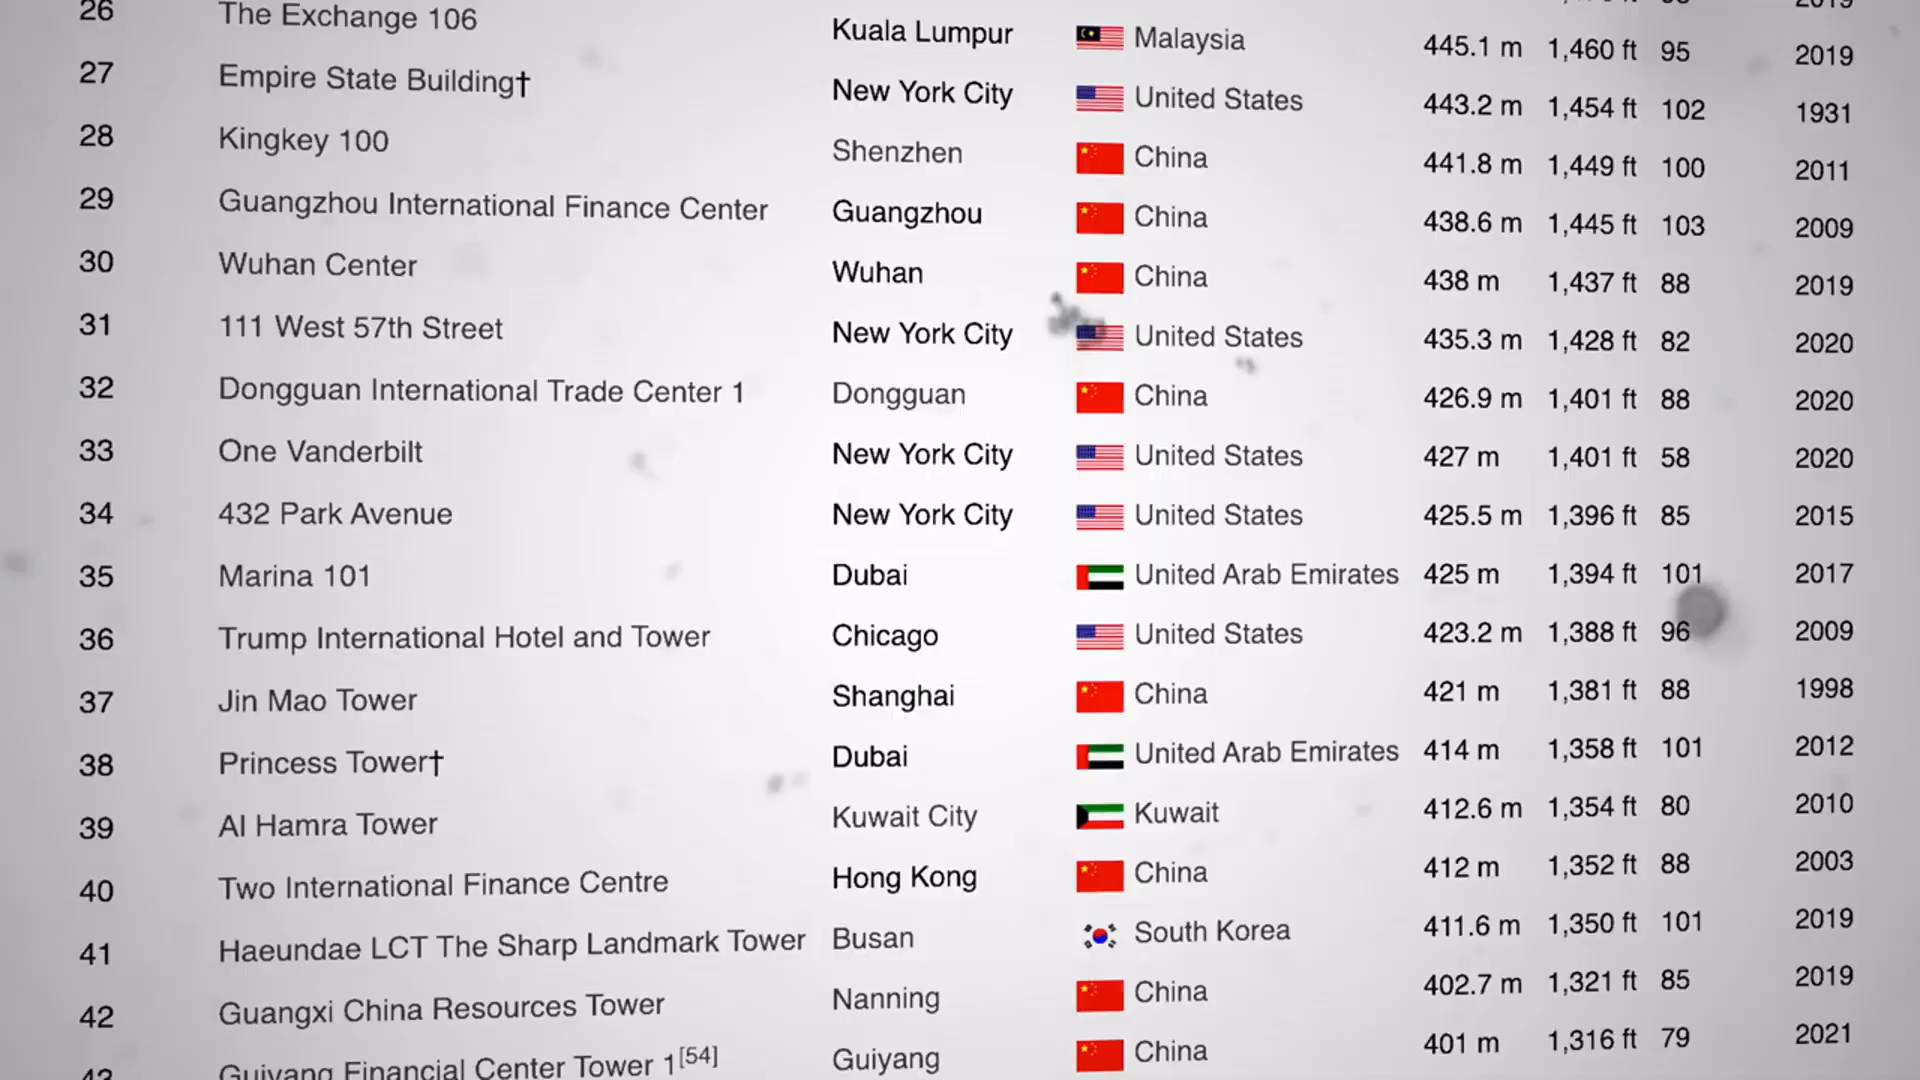 2019
26 The Exchange 106 Kuala Lumpur Malaysia 445.1 m 1,460 ft 95 2019
27 Empire State Building† New York City United States 443.2 m 1,454 ft 102 1931
28 Kingkey 100 Shenzhen China 441.8 m 1,449 ft 100 2011
29 Guangzhou International Finance Center Guangzhou China 438.6 m 1,445 ft 103 2009
30 Wuhan Center Wuhan China 438 m 1,437 ft 88 2019
31 111 West 57th Street New York City United States 435.3 m 1,428 ft 82 2020
32 Dongguan International Trade Center 1 Dongguan China 426.9 m 1,401 ft 88 2020
33 One Vanderbilt New York City United States 427 m 1,401 ft 58 2020
34 432 Park Avenue New York City United States 425.5 m 1,396 ft 85 2015
35 Marina 101 Dubai United Arab Emirates 425 m 1,394 ft 101 2017
36 Trump International Hotel and Tower Chicago United States 423.2 m 1,388 ft 96 2009
37 Jin Mao Tower Shanghai China 421 m 1,381 ft 88 1998
38 Princess Tower† Dubai United Arab Emirates 414 m 1,358 ft 101 2012
39 Al Hamra Tower Kuwait City Kuwait 412.6 m 1,354 ft 80 2010
40 Two International Finance Centre Hong Kong China 412 m 1,352 ft 88 2003
41 Haeundae LCT The Sharp Landmark Tower Busan South Korea 411.6 m 1,350 ft 101 2019
42 Guangxi China Resources Tower Nanning China 402.7 m 1,321 ft 85 2019
43 Guiyang Financial Center Tower 1[54] Guiyang China 401 m 1,316 ft 79 2021